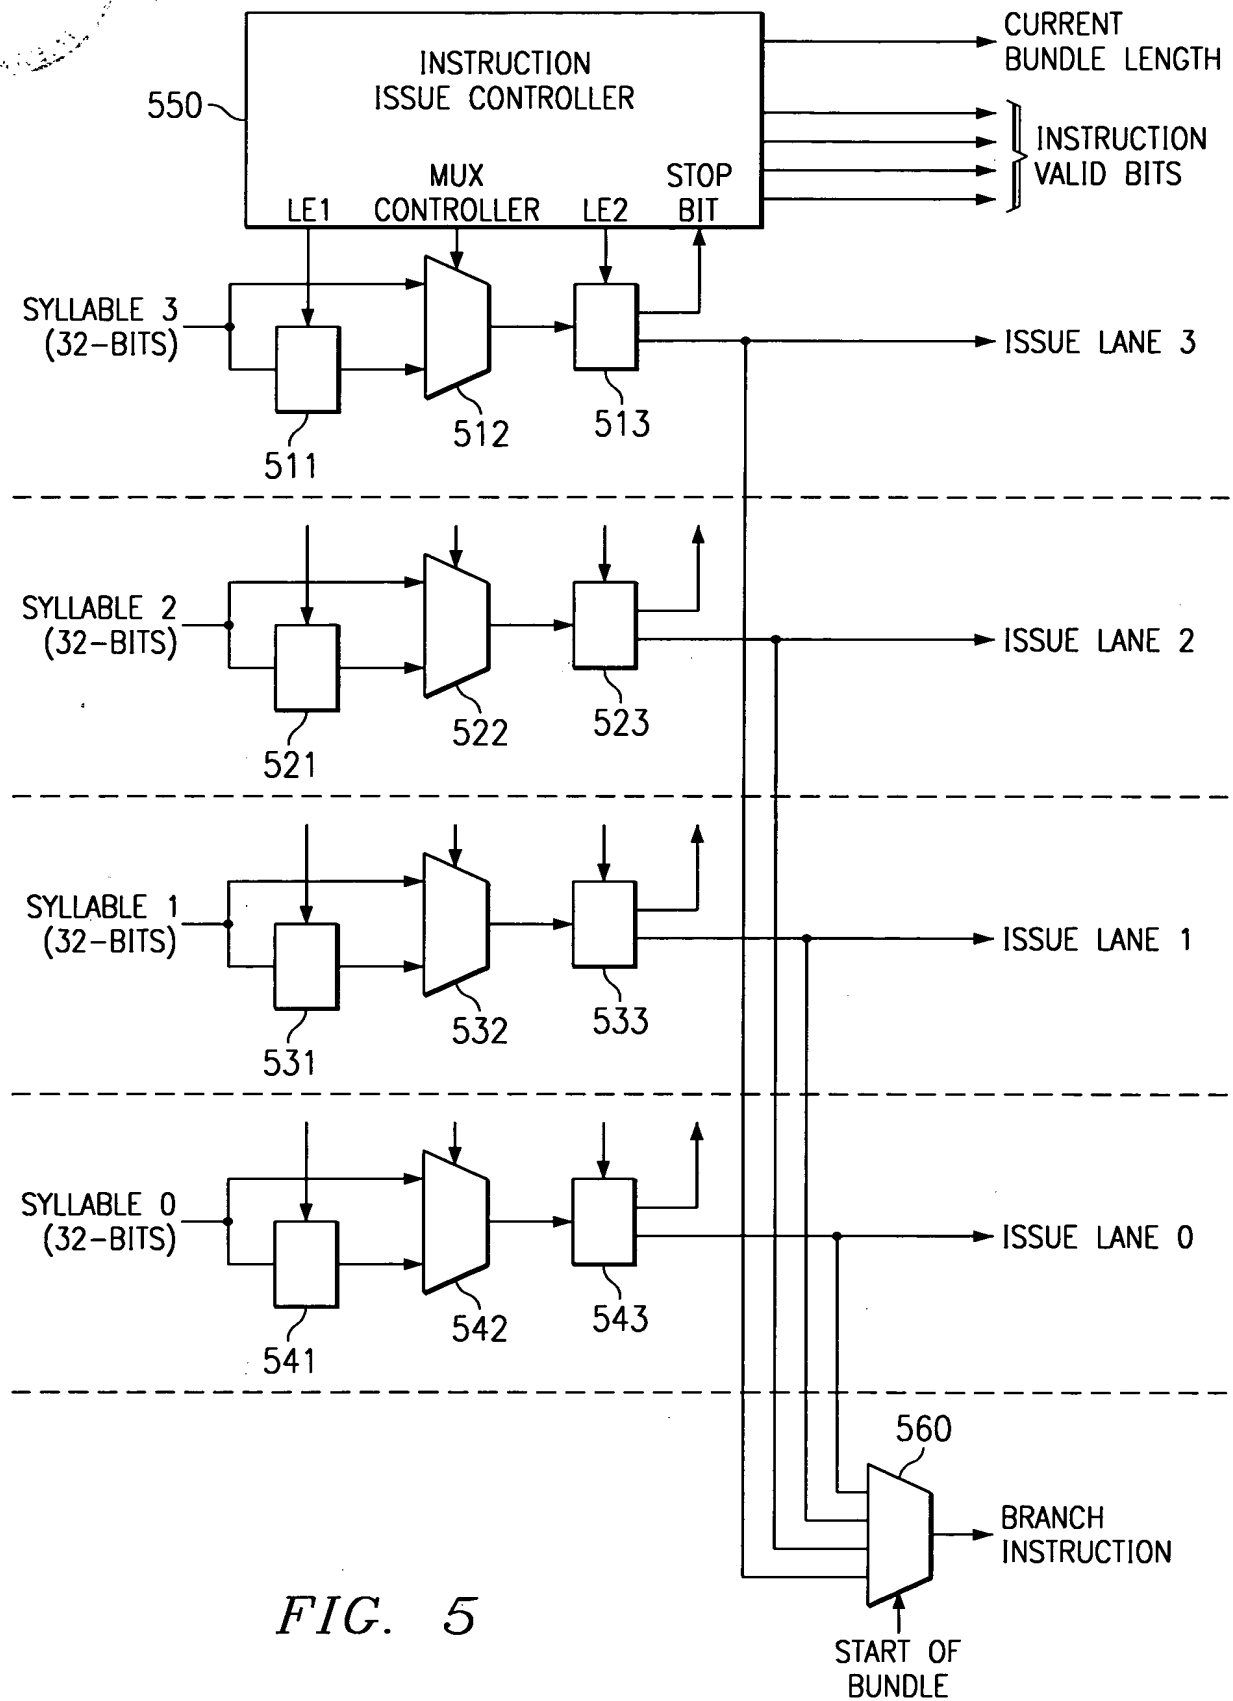 CURRENT
BUNDLE LENGTH
INSTRUCTION
ISSUE CONTROLLER
550
INSTRUCTION
VALID BITS
MUX
CONTROLLER
STOP
BIT
LE1
LE2
SYLLABLE 3
(32-BITS)
ISSUE LANE 3
511
512
513
SYLLABLE 2
(32-BITS)
ISSUE LANE 2
521
522
523
SYLLABLE 1
(32-BITS)
ISSUE LANE 1
531
532
533
SYLLABLE 0
(32-BITS)
ISSUE LANE 0
541
542
543
560
BRANCH
INSTRUCTION
START OF
BUNDLE
FIG. 5